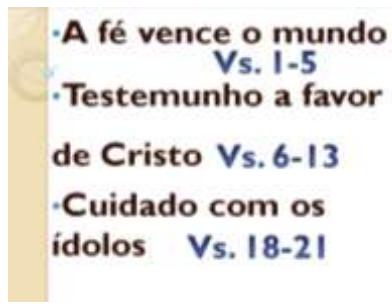 ·A fé vence o mundo
Vs. 1-5
·Testemunho a favor
de Cristo Vs. 6-13
·Cuidado com os
ídolos Vs. 18-21